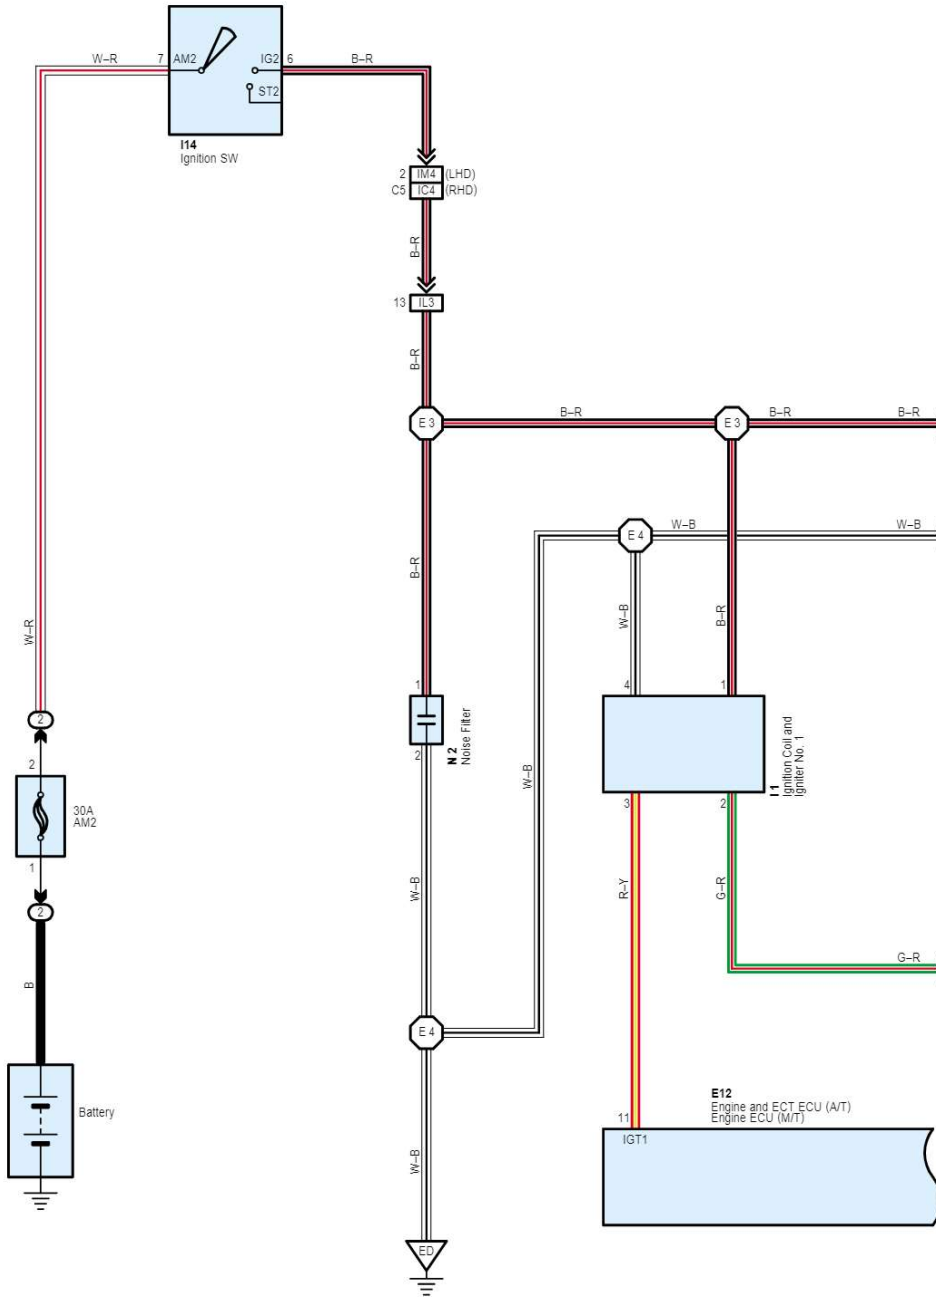 W–R
7
AM2
IG2
6
B–R
ST2
I14
Ignition SW
2
IM4
(LHD)
C5
IC4
(RHD)
B–R
13
IL3
B–R
E 3
B–R
E 3
B–R
B–R
E 4
W–B
W–B
B–R
W–B
B–R
W–R
1
4
1
2
N 2
Noise Filter
2
I 1
Ignition Coil and
Igniter No. 1
2
W–B
3
2
30A
AM2
1
2
W–B
R–Y
G–R
G–R
B
E 4
Battery
E12
Engine and ECT ECU (A/T)
Engine ECU (M/T)
11
IGT1
W–B
ED